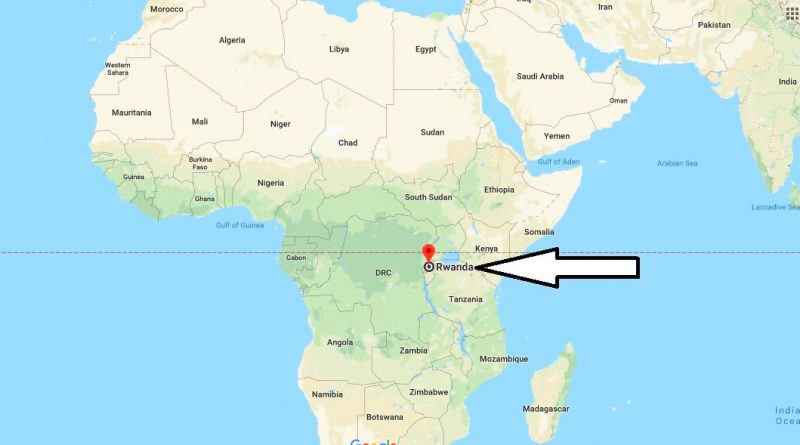 Morocco
Iraq
Iran
Pakistan
Algeria
Libya
Egypt
Western
Sahara
Saudi Arabia
India
Oman
Mauritania
Mali
Niger
Chad
Sudan
Yemen
Burkina
Faso
Guinea
Ghana
Nigeria
Gulf of Aden
Arabian Sea
Ethiopia
South Sudan
Laccadive Sea
Gulf of Guinea
Somalia
Kenya
Gabon
DRC
Rwanda
Tanzania
Angola
Zambia
Mozambique
Namibia
Zimbabwe
Madagascar
Botswana
India
Ocea
Google